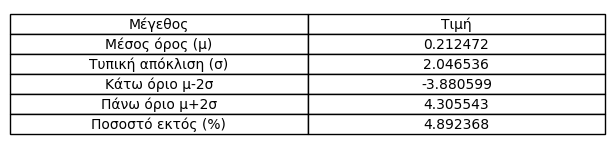 Μέγεθος Τιμή
Μέσος όρος (μ) 0.212472
Τυπική απόκλιση (σ) 2.046536
Κάτω όριο μ-2σ -3.880599
Πάνω όριο μ+2σ 4.305543
Ποσοστό εκτός (%) 4.892368